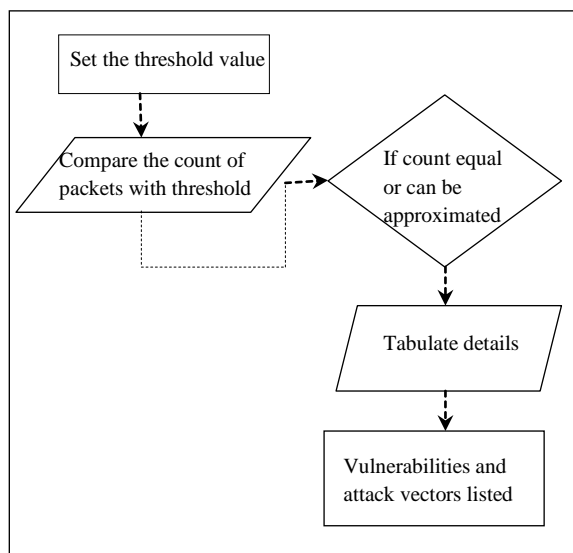 Set the threshold value
Compare the count of
packets with threshold
If count equal
or can be
approximated
Tabulate details
Vulnerabilities and
attack vectors listed